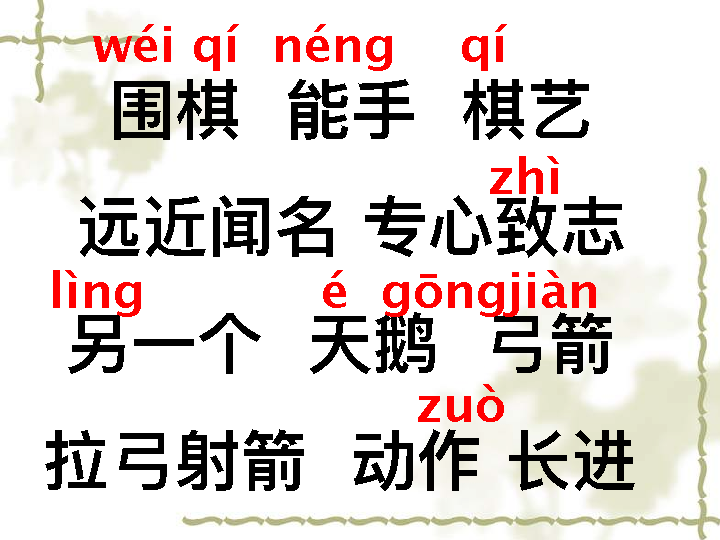 wéi qí néng qí
围棋 能手 棋艺
zhì
远近闻名 专心致志
lìng é gōngjiàn
另一个 天鹅 弓箭
zuò
拉弓射箭 动作 长进